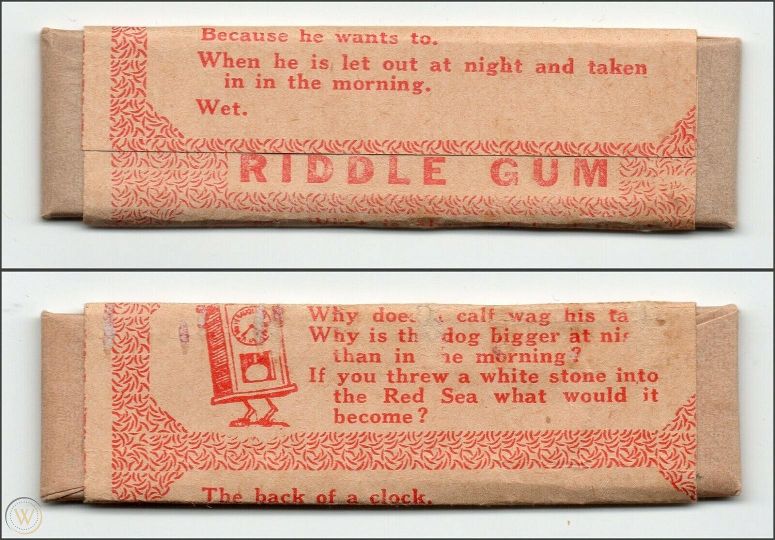 Because he wants to.
When he is let out at night and taken
in in the morning.
Wet.
RIDDLE GUM
Why does calf wag his
Why is dog bigger at
than in morning?
If you threw a white stone into
the Red Sea what would it
become?
The back of a clock.
W